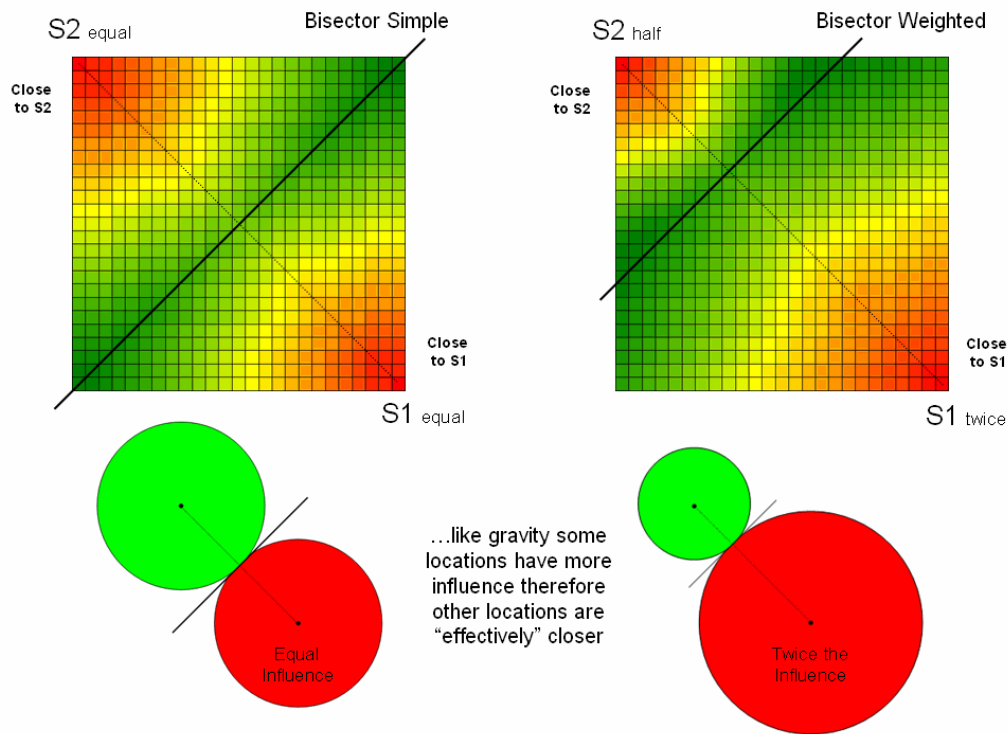 S2 equal
Bisector Simple
Close
to S2
Close
to S1
S1 equal
S2 half
Bisector Weighted
Close
to S2
Close
to S1
S1 twice
Equal
Influence
…like gravity some
locations have more
influence therefore
other locations are
“effectively” closer
Twice the
Influence